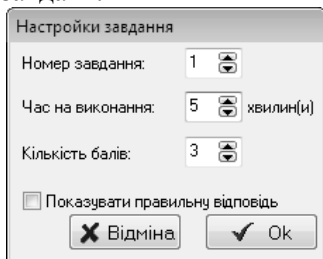 Настройки завдання
Номер завдання: 1
Час на виконання: 5 хвилин(и)
Кількість балів: 3
Показувати правильну відповідь
Відміна Ok